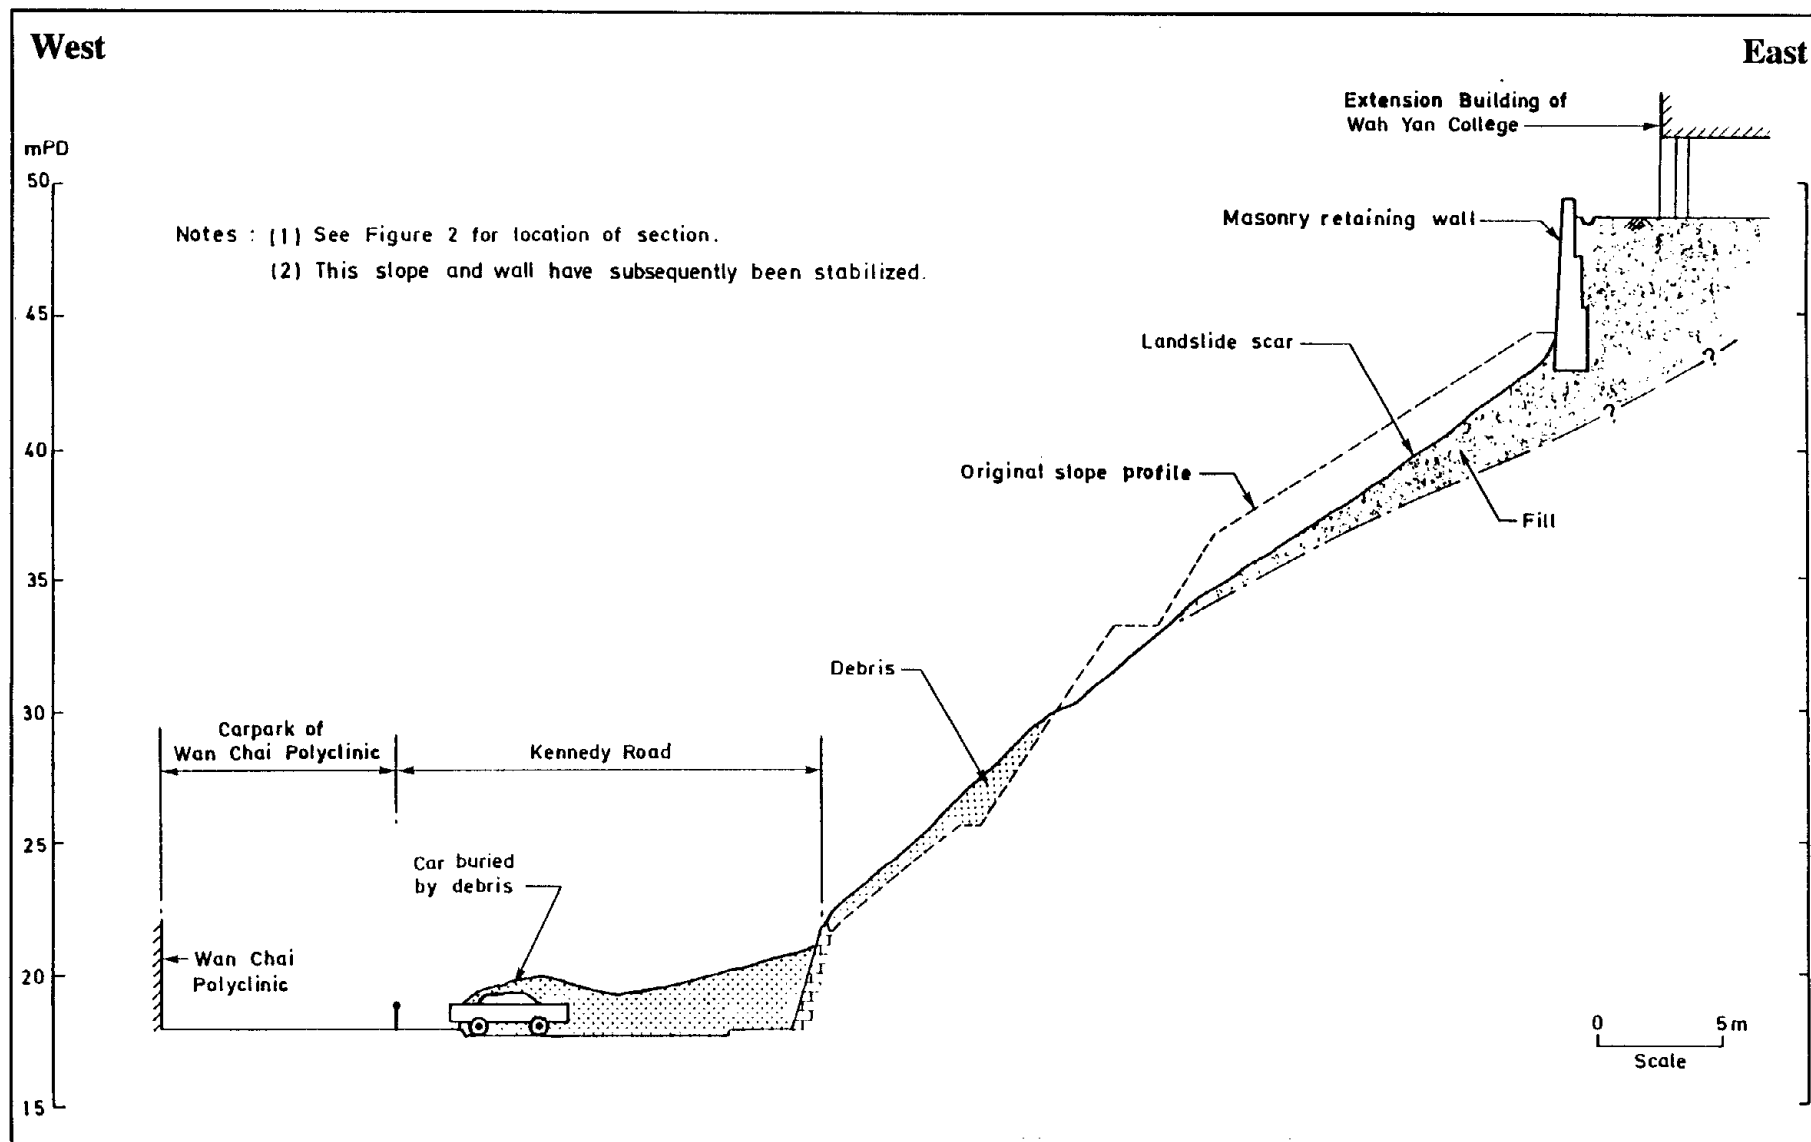 West
East
Extension Building of
Wah Yan College
mPD
50
Masonry retaining wall
Notes : (1) See Figure 2 for location of section.
(2) This slope and wall have subsequently been stabilized.
45
Landslide scar
?
?
40
Original slope profile
Fill
35
Debris
30
Carpark of
Wan Chai Polyclinic
Kennedy Road
25
Car buried
by debris
Wan Chai
Polyclinic
20
0 5m
Scale
15